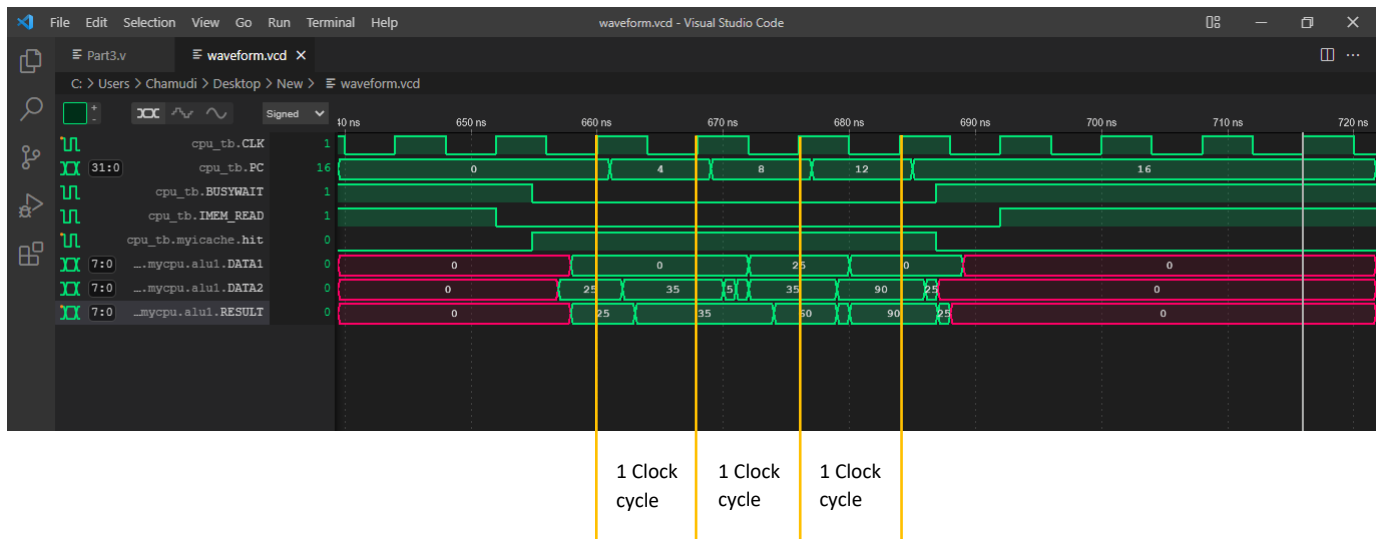 File Edit Selection View Go Run Terminal Help waveform.vcd - Visual Studio Code
Part3.v waveform.vcd
C: > Users > Chamudi > Desktop > New > waveform.vcd
+ - Signed 40 ns 650 ns 660 ns 670 ns 680 ns 690 ns 700 ns 710 ns 720 ns
cpu_tb.CLK 1
31:0 cpu_tb.PC 16 0 4 8 12 16
cpu_tb.BUSYWAIT 1
cpu_tb.IMEM_READ 1
cpu_tb.myicache.hit 0
7:0 ….mycpu.alu1.DATA1 0 0 0 25 0 0
7:0 ….mycpu.alu1.DATA2 0 0 25 35 5 35 90 25 0
7:0 …mycpu.alu1.RESULT 0 0 25 35 60 90 25 0
1 Clock cycle
1 Clock cycle
1 Clock cycle